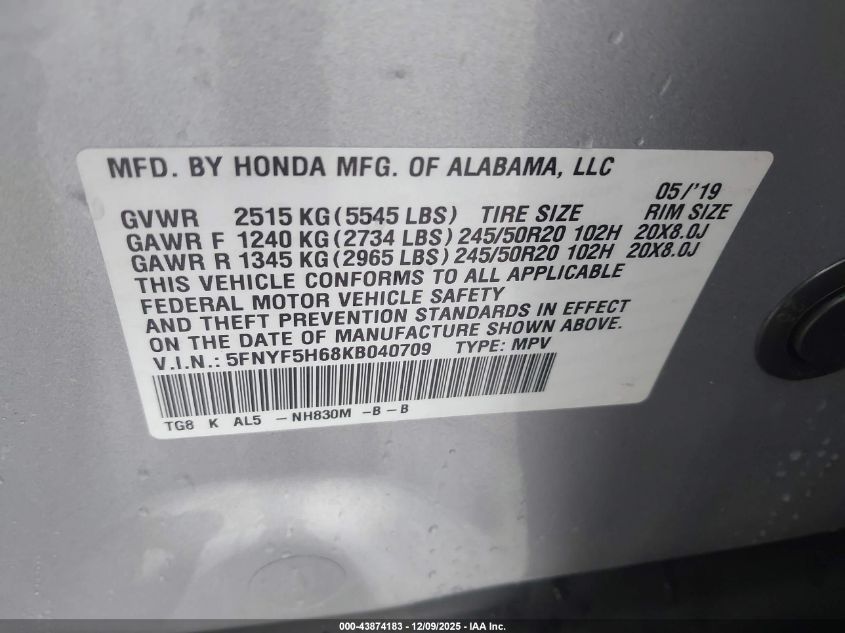 MFD. BY HONDA MFG. OF ALABAMA, LLC
05/'19
GVWR 2515 KG (5545 LBS) TIRE SIZE RIM SIZE
GAWR F 1240 KG (2734 LBS) 245/50R20 102H 20X8.0J
GAWR R 1345 KG (2965 LBS) 245/50R20 102H 20X8.0J
THIS VEHICLE CONFORMS TO ALL APPLICABLE
FEDERAL MOTOR VEHICLE SAFETY
AND THEFT PREVENTION STANDARDS IN EFFECT
ON THE DATE OF MANUFACTURE SHOWN ABOVE.
V.I.N.: 5FNYF5H68KB040709 TYPE: MPV
TG8 K AL5 -NH830M -B-B
000-43874183 - 12/09/2025 - IAA Inc.